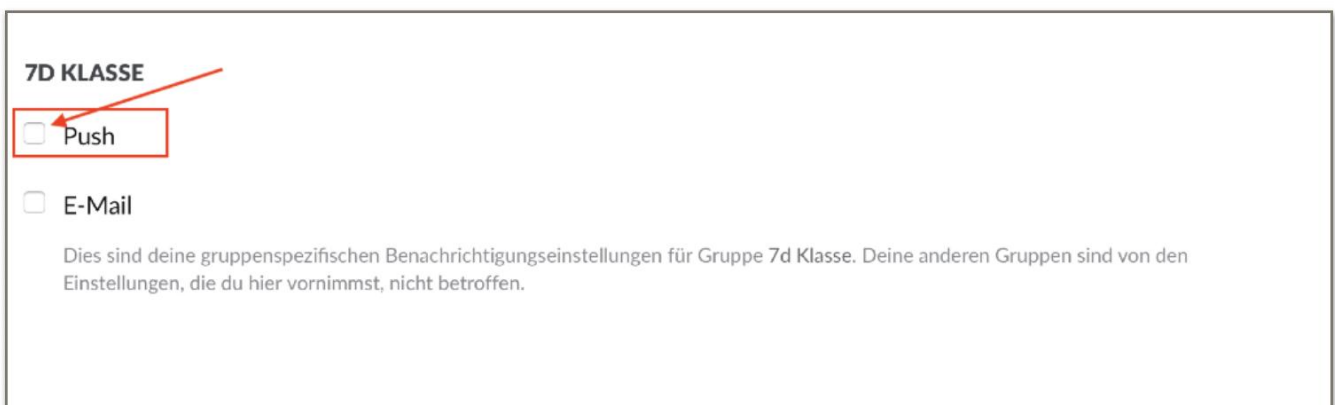 7D KLASSE
Push
E-Mail
Dies sind deine gruppenspezifischen Benachrichtigungseinstellungen für Gruppe 7d Klasse. Deine anderen Gruppen sind von den
Einstellungen, die du hier vornimmst, nicht betroffen.